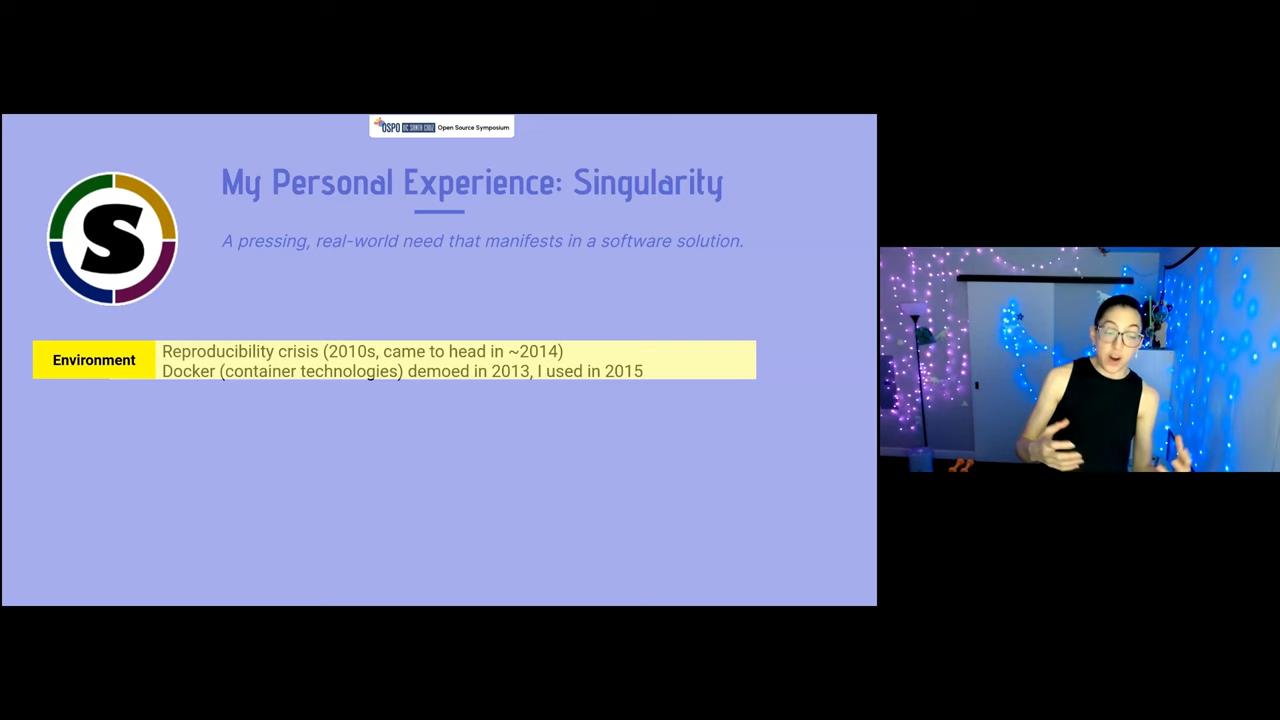 OSPO UC SANTA CRUZ Open Source Symposium
My Personal Experience: Singularity
A pressing, real-world need that manifests in a software solution.
S
Environment
Reproducibility crisis (2010s, came to head in ~2014)
Docker (container technologies) demoed in 2013, I used in 2015